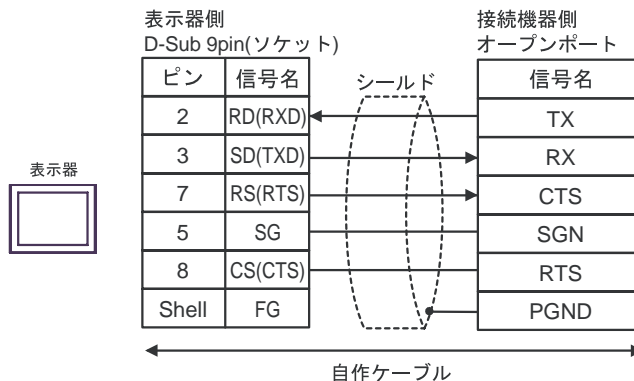 表示器側
D-Sub 9pin(ソケット)
接続機器側
オープンポート
ピン 信号名 シールド 信号名
2 RD(RXD) TX
3 SD(TXD) RX
表示器
7 RS(RTS) CTS
5 SG SGN
8 CS(CTS) RTS
Shell FG PGND
自作ケーブル